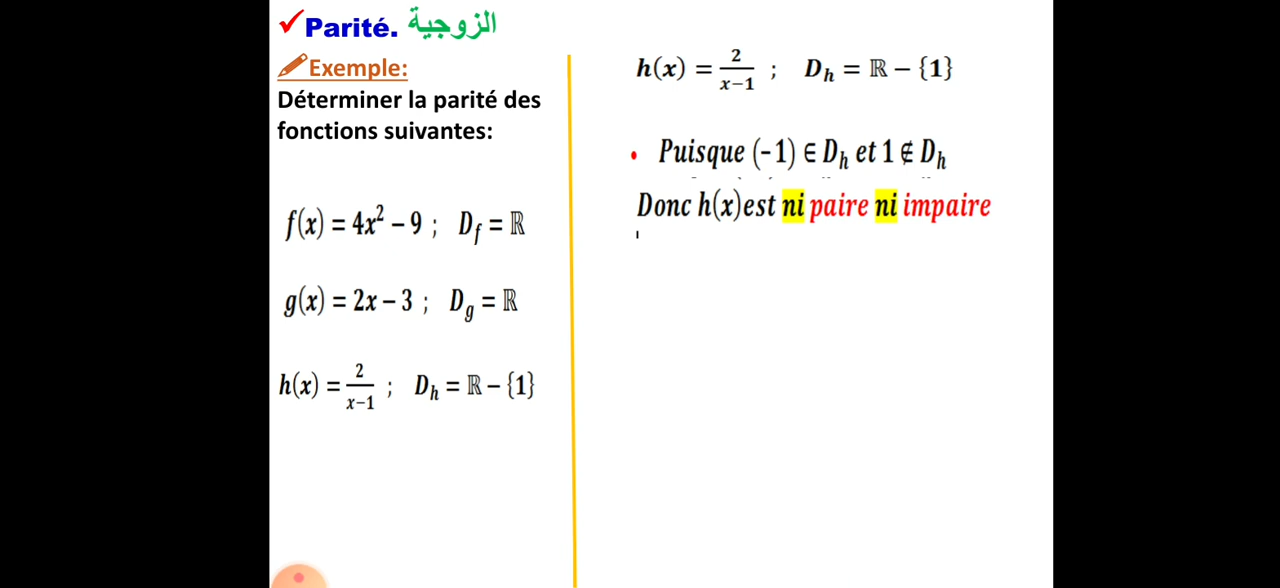 ✓Parité. الزوجية
Exemple:
Déterminer la parité des
fonctions suivantes:
f(x) = 4x² − 9 ; D_f = ℝ
g(x) = 2x − 3 ; D_g = ℝ
h(x) = 2/(x−1) ; D_h = ℝ − {1}
h(x) = 2/(x−1) ; D_h = ℝ − {1}
• Puisque (−1) ∈ D_h et 1 ∉ D_h
Donc h(x)est ni paire ni impaire